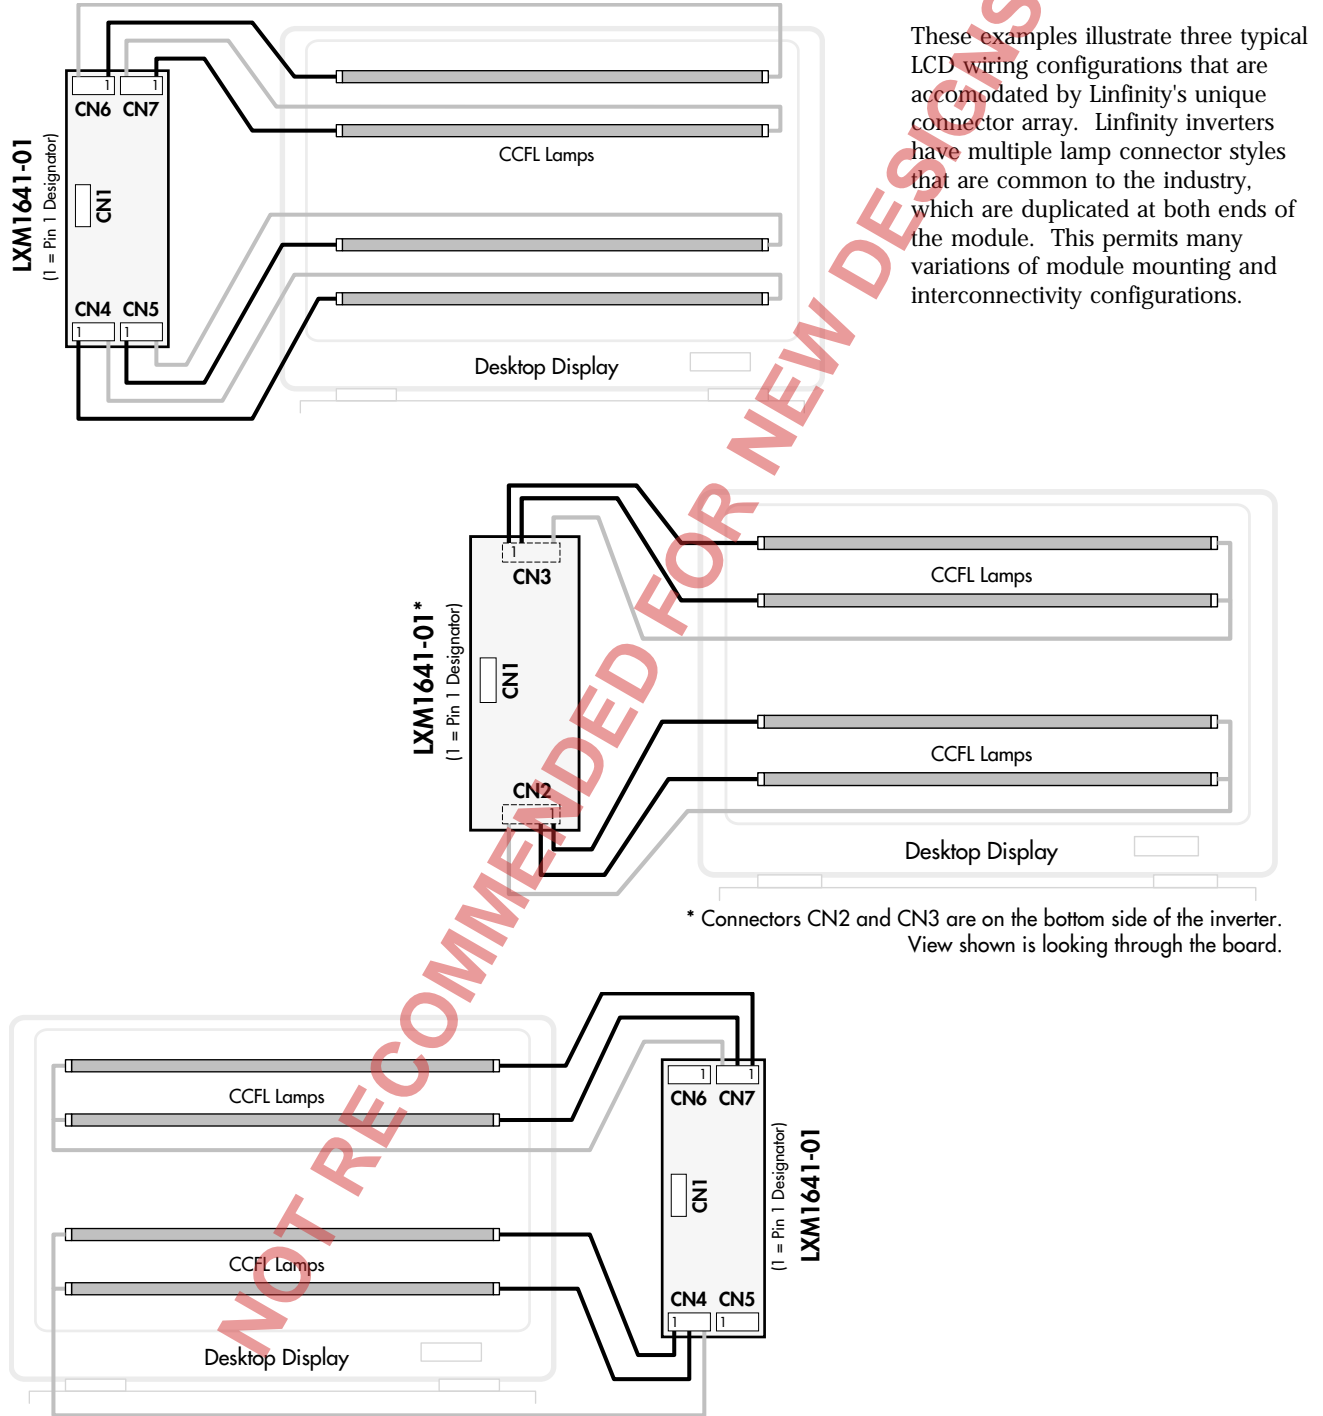 These examples illustrate three typical
LCD wiring configurations that are
accomodated by Linfinity's unique
connector array. Linfinity inverters
have multiple lamp connector styles
that are common to the industry,
which are duplicated at both ends of
the module. This permits many
variations of module mounting and
interconnectivity configurations.
1 1
CN6 CN7
LXM1641-01
(1 = Pin 1 Designator)
CN1
CN4 CN5
1 1
CCFL Lamps
Desktop Display
1
CN3
LXM1641-01*
(1 = Pin 1 Designator)
CN1
CN2
1
CCFL Lamps
CCFL Lamps
Desktop Display
* Connectors CN2 and CN3 are on the bottom side of the inverter.
View shown is looking through the board.
CCFL Lamps
CCFL Lamps
Desktop Display
1 1
CN6 CN7
CN1
(1 = Pin 1 Designator)
LXM1641-01
CN4 CN5
1 1
NOT RECOMMENDED FOR NEW DESIGNS